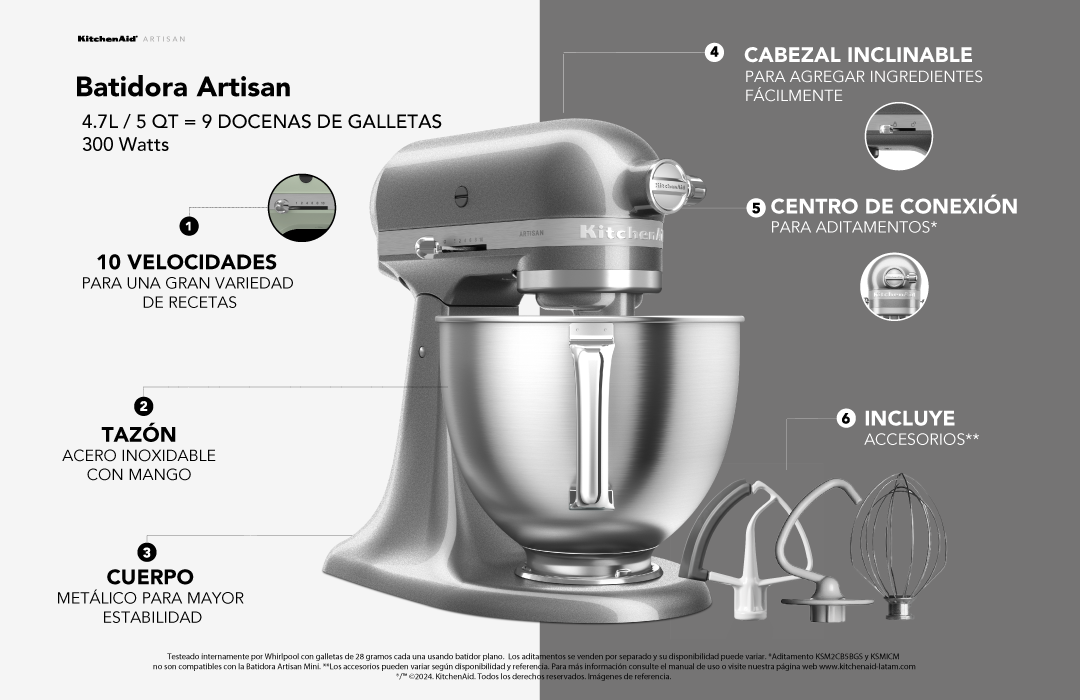 KitchenAid® ARTISAN
Batidora Artisan
4.7L / 5 QT = 9 DOCENAS DE GALLETAS
300 Watts
1
10 VELOCIDADES
PARA UNA GRAN VARIEDAD
DE RECETAS
2
TAZÓN
ACERO INOXIDABLE
CON MANGO
3
CUERPO
METÁLICO PARA MAYOR
ESTABILIDAD
4
CABEZAL INCLINABLE
PARA AGREGAR INGREDIENTES
FÁCILMENTE
5
CENTRO DE CONEXIÓN
PARA ADITAMENTOS*
6
INCLUYE
ACCESORIOS**
KitchenAid
ARTISAN
KitchenAi
KitchenAid
Testeado internamente por Whirlpool con galletas de 28 gramos cada una usando batidor plano. Los aditamentos se venden por separado y su disponibilidad puede variar. *Aditamento KSM2CB5BGS y KSMICM
no son compatibles con la Batidora Artisan Mini. **Los accesorios pueden variar según disponibilidad y referencia. Para más información consulte el manual de uso o visite nuestra página web www.kitchenaid-latam.com
®/™ ©2024. KitchenAid. Todos los derechos reservados. Imágenes de referencia.